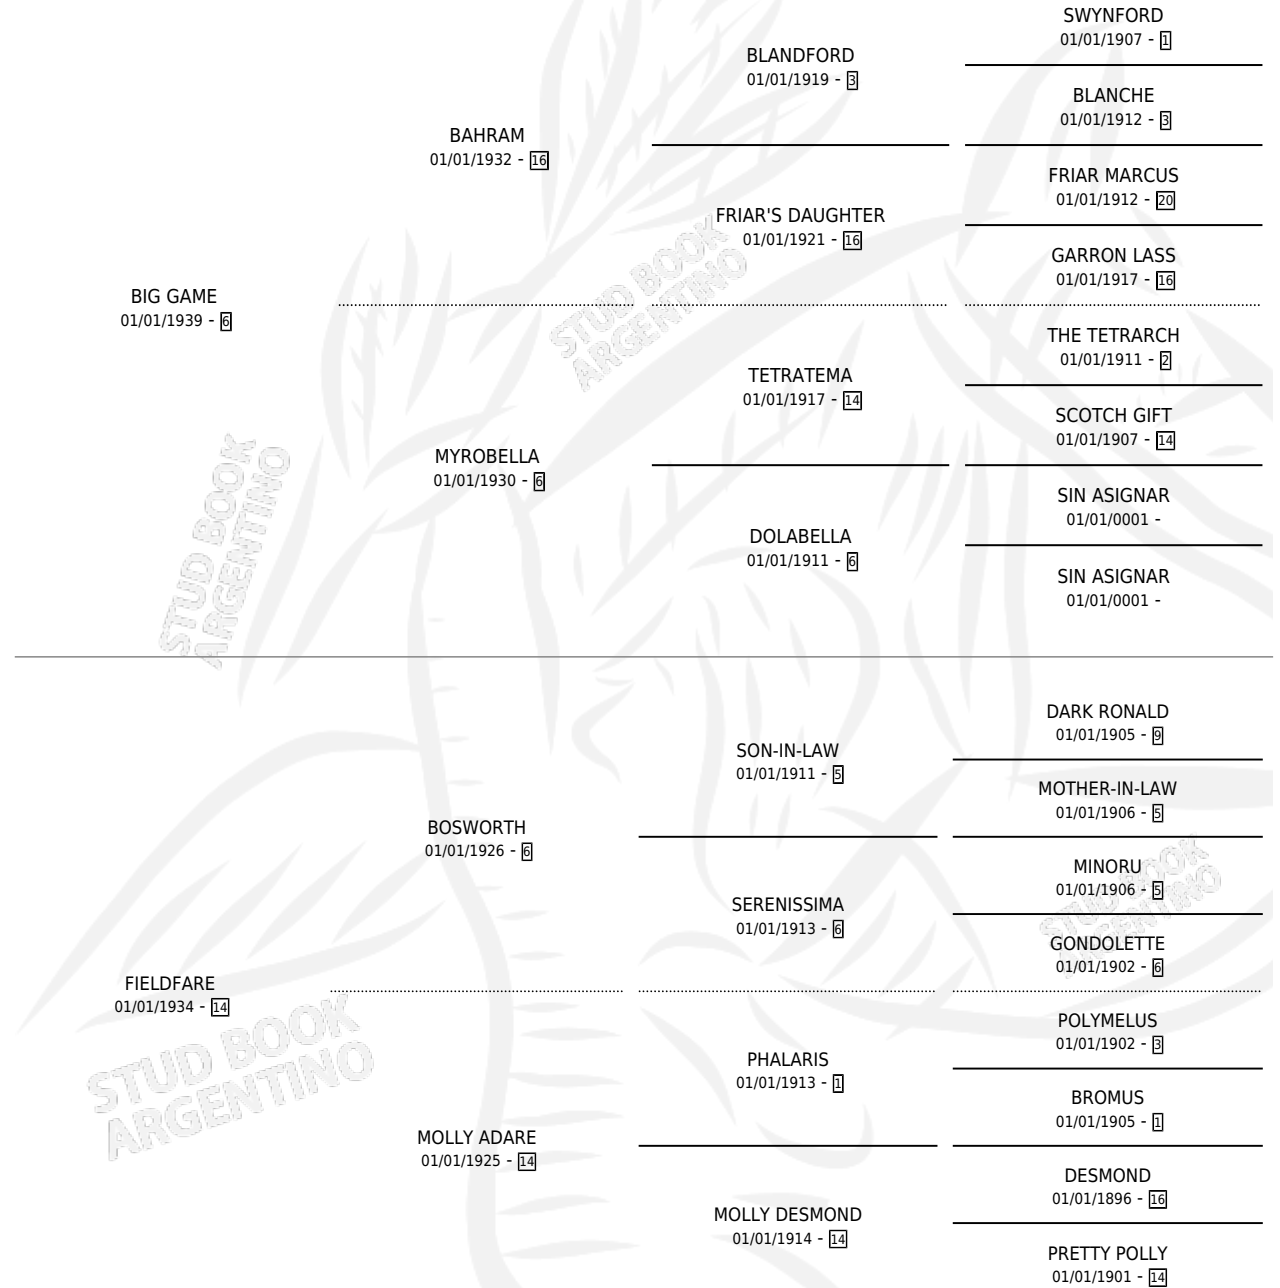 SWYNFORD
01/01/1907 - 1
BLANDFORD
01/01/1919 - 3
BLANCHE
01/01/1912 - 3
BAHRAM
01/01/1932 - 16
FRIAR MARCUS
01/01/1912 - 20
FRIAR'S DAUGHTER
01/01/1921 - 16
GARRON LASS
01/01/1917 - 16
BIG GAME
01/01/1939 - 6
THE TETRARCH
01/01/1911 - 2
TETRATEMA
01/01/1917 - 14
SCOTCH GIFT
01/01/1907 - 14
MYROBELLA
01/01/1930 - 6
SIN ASIGNAR
01/01/0001 -
DOLABELLA
01/01/1911 - 6
SIN ASIGNAR
01/01/0001 -
DARK RONALD
01/01/1905 - 9
SON-IN-LAW
01/01/1911 - 5
MOTHER-IN-LAW
01/01/1906 - 5
BOSWORTH
01/01/1926 - 6
MINORU
01/01/1906 - 5
SERENISSIMA
01/01/1913 - 6
GONDOLETTE
01/01/1902 - 6
FIELDFARE
01/01/1934 - 14
POLYMELUS
01/01/1902 - 3
PHALARIS
01/01/1913 - 1
BROMUS
01/01/1905 - 1
MOLLY ADARE
01/01/1925 - 14
DESMOND
01/01/1896 - 16
MOLLY DESMOND
01/01/1914 - 14
PRETTY POLLY
01/01/1901 - 14
STUD BOOK
ARGENTINO
STUD BOOK
ARGENTINO
STUD BOOK
ARGENTINO
STUD BOOK
ARGENTINO